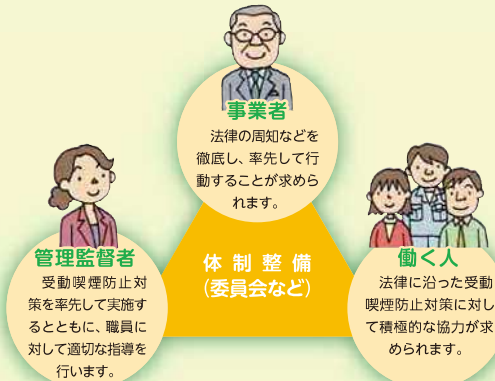 事業者
法律の周知などを
徹底し、率先して行
動することが求めら
れます。
管理監督者
受動喫煙防止対
策を率先して実施す
るとともに、職員に
対して適切な指導を
行います。
体制整備
(委員会など)
働く人
法律に沿った受動
喫煙防止対策に対し
て積極的な協力が求
められます。